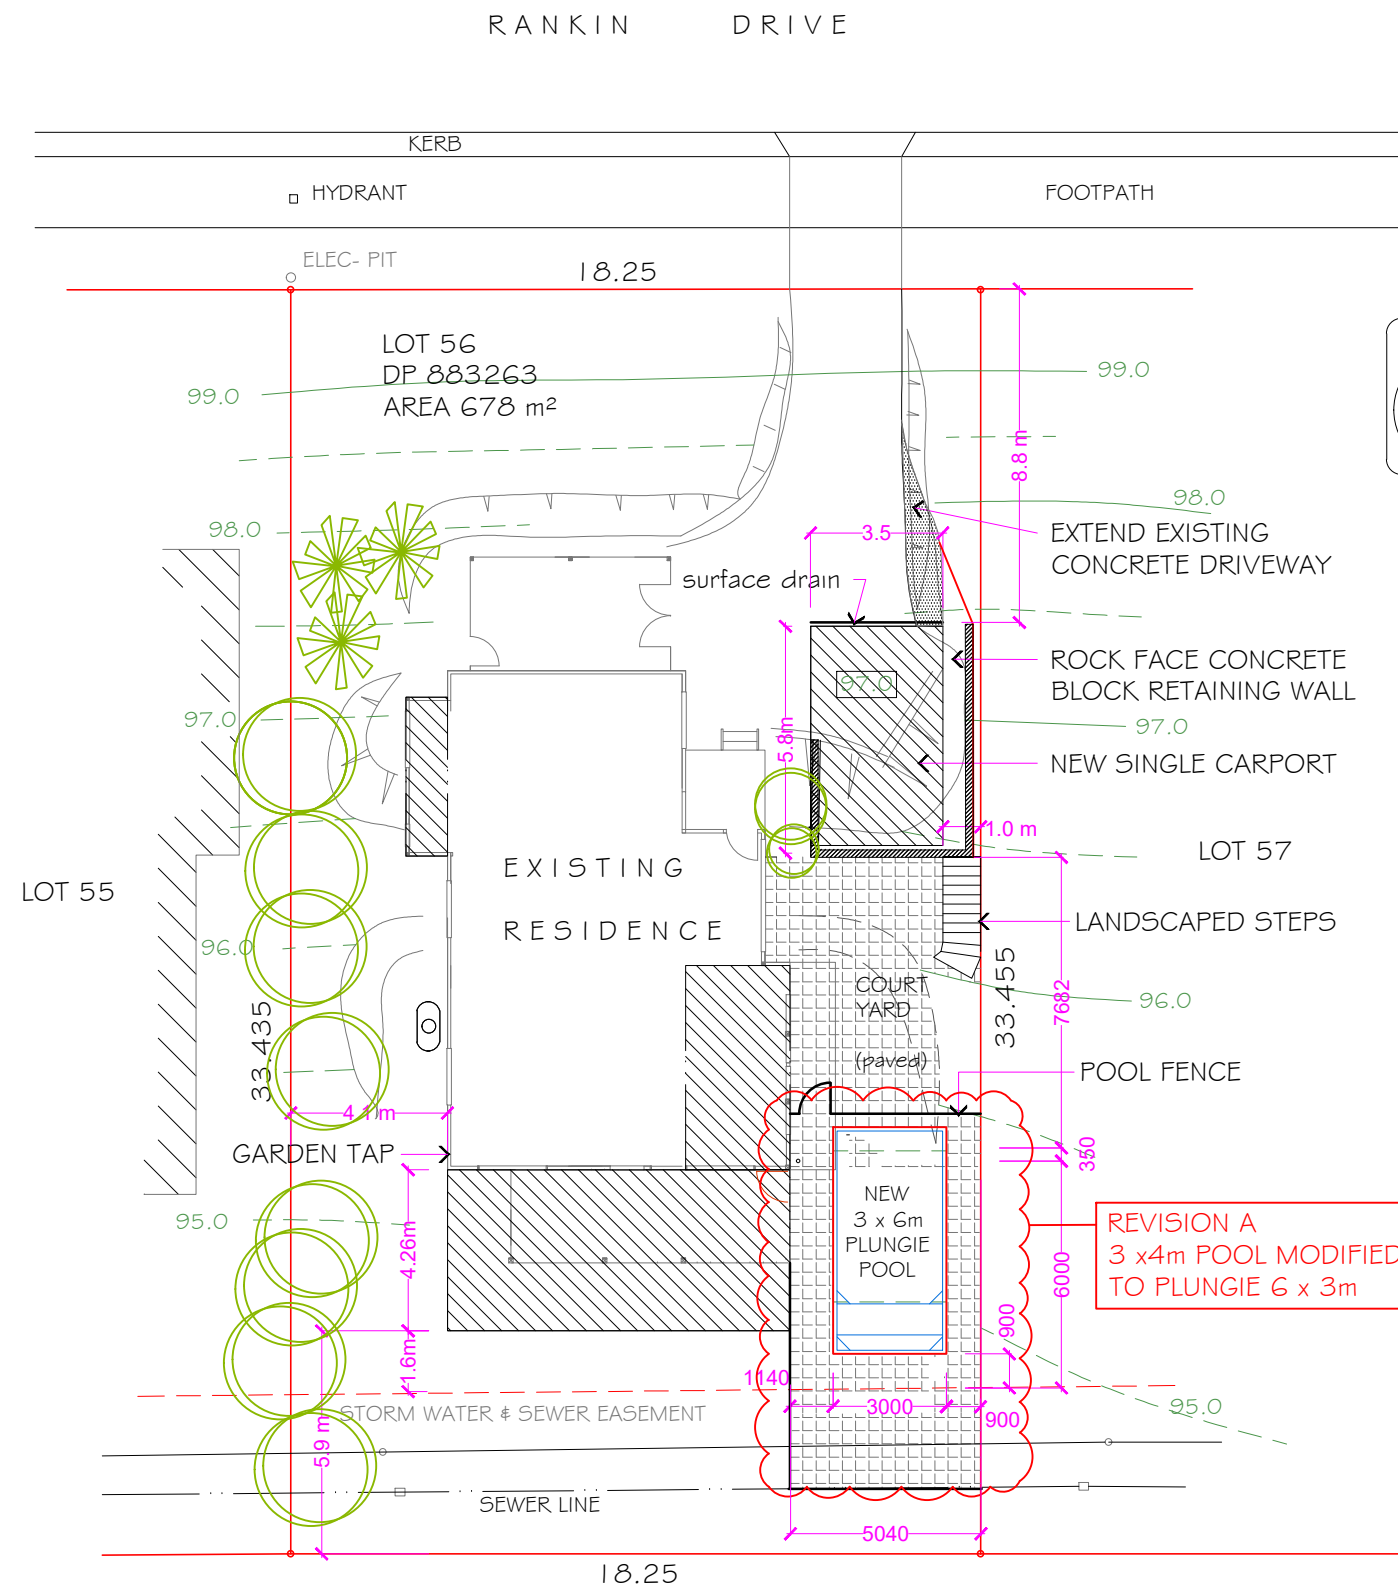 RANKIN DRIVE
KERB
HYDRANT
FOOTPATH
ELEC- PIT
18.25
LOT 56
DP 883263
AREA 678 m²
99.0
99.0
8.8 m
98.0
98.0
EXTEND EXISTING
CONCRETE DRIVEWAY
3.5
surface drain
ROCK FACE CONCRETE
BLOCK RETAINING WALL
97.0
97.0
97.0
5.8m
NEW SINGLE CARPORT
1.0 m
LOT 57
EXISTING
RESIDENCE
LOT 55
LANDSCAPED STEPS
96.0
COURT
YARD
(paved)
33.455
7682
96.0
33.435
POOL FENCE
4.1 m
GARDEN TAP
350
95.0
4.26m
NEW
3 x 6m
PLUNGIE
POOL
REVISION A
3 x4m POOL MODIFIED
TO PLUNGIE 6 x 3m
6000
900
1.6m
1140
3000
900
95.0
STORM WATER & SEWER EASEMENT
5.9 m
SEWER LINE
5040
18.25